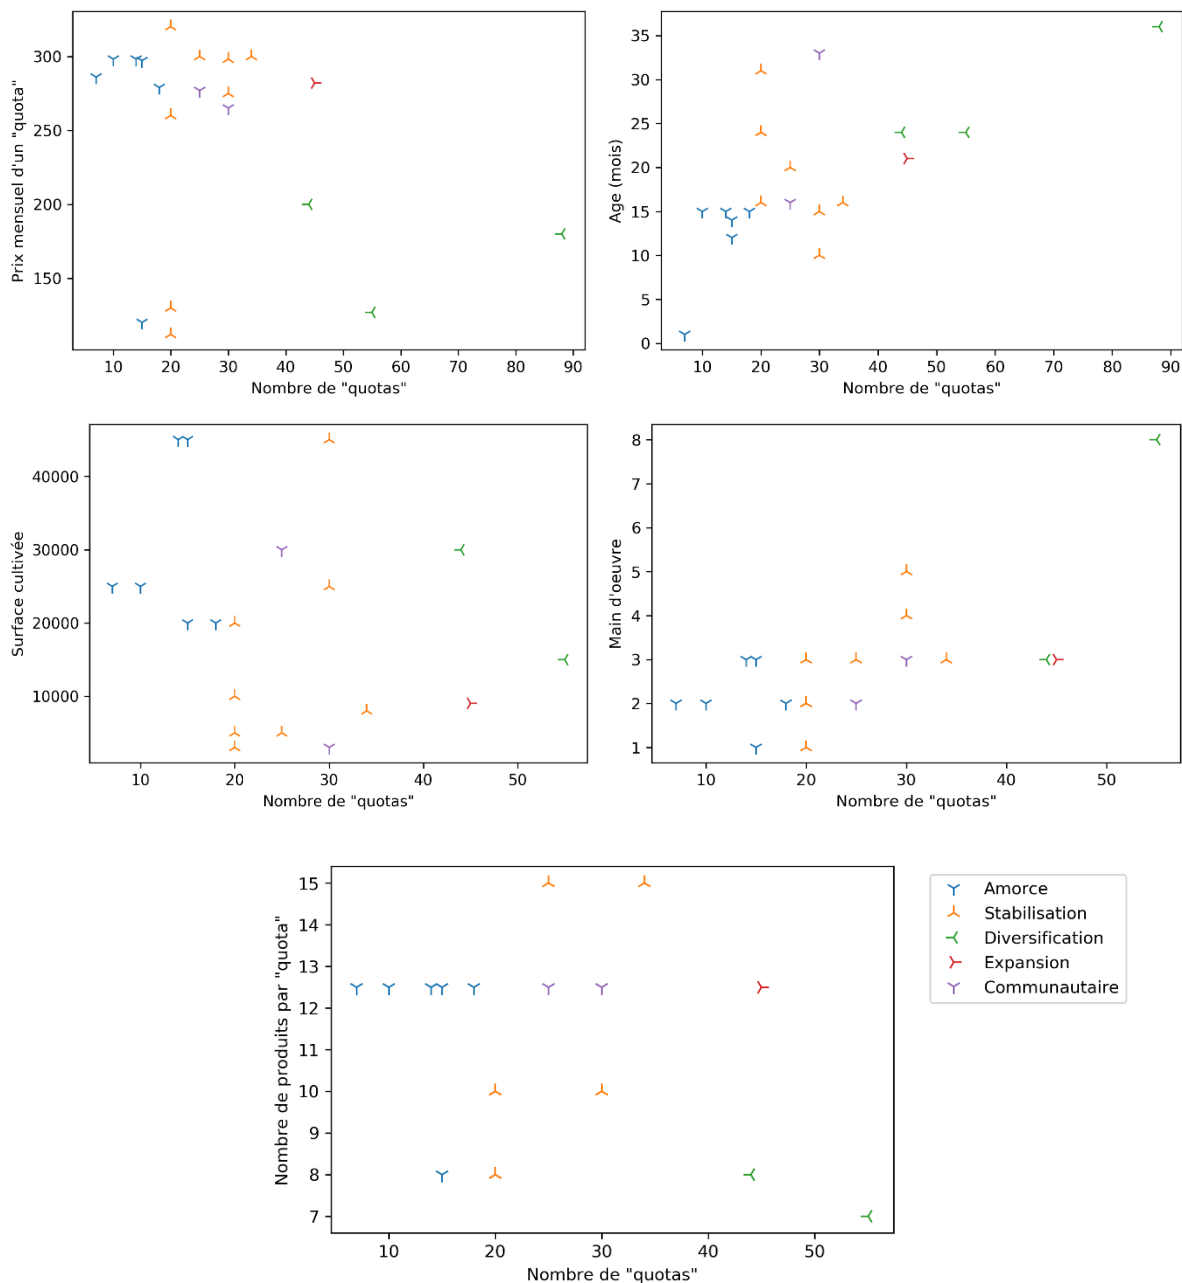 300
250
200
150
Prix mensuel d'un "quota"
10 20 30 40 50 60 70 80 90
Nombre de "quotas"
35
30
25
20
15
10
5
0
Age (mois)
10 20 30 40 50 60 70 80 90
Nombre de "quotas"
40000
30000
20000
10000
Surface cultivée
10 20 30 40 50
Nombre de "quotas"
8
7
6
5
4
3
2
1
Main d'oeuvre
10 20 30 40 50
Nombre de "quotas"
15
14
13
12
11
10
9
8
7
Nombre de produits par "quota"
10 20 30 40 50
Nombre de "quotas"
Amorce
Stabilisation
Diversification
Expansion
Communautaire